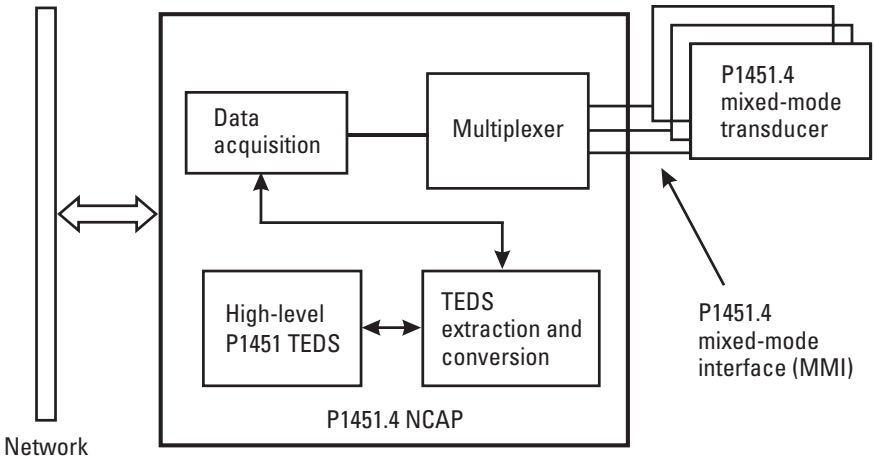 Data
acquisition
Multiplexer
P1451.4
mixed-mode
transducer
High-level
P1451 TEDS
TEDS
extraction and
conversion
P1451.4
mixed-mode
interface (MMI)
P1451.4 NCAP
Network